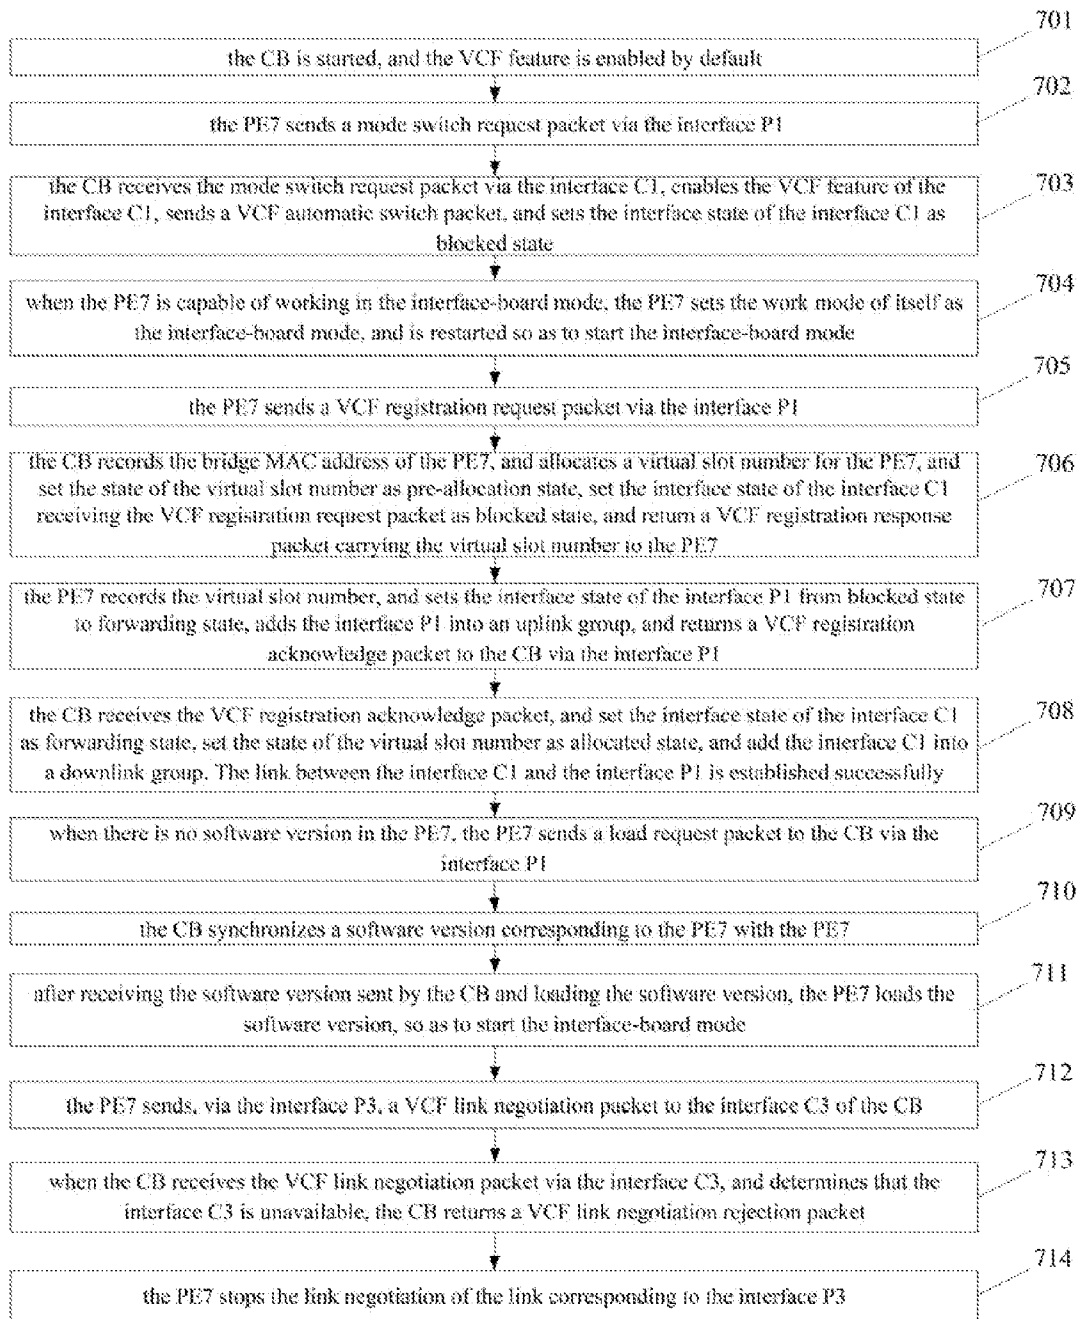 701
the CB is started, and the VCF feature is enabled by default
702
the PE7 sends a mode switch request packet via the interface P1
703
the CB receives the mode switch request packet via the interface C1, enables the VCF feature of the
interface C1, sends a VCF automatic switch packet, and sets the interface state of the interface C1 as
blocked state
704
when the PE7 is capable of working in the interface-board mode, the PE7 sets the work mode of itself as
the interface-board mode, and is restarted so as to start the interface-board mode
705
the PE7 sends a VCF registration request packet via the interface P1
706
the CB records the bridge MAC address of the PE7, and allocates a virtual slot number for the PE7, and
set the state of the virtual slot number as pre-allocation state, set the interface state of the interface C1
receiving the VCF registration request packet as blocked state, and return a VCF registration response
packet carrying the virtual slot number to the PE7
707
the PE7 records the virtual slot number, and sets the interface state of the interface P1 from blocked state
to forwarding state, adds the interface P1 into an uplink group, and returns a VCF registration
acknowledge packet to the CB via the interface P1
708
the CB receives the VCF registration acknowledge packet, and set the interface state of the interface C1
as forwarding state, set the state of the virtual slot number as allocated state, and add the interface C1 into
a downlink group. The link between the interface C1 and the interface P1 is established successfully
709
when there is no software version in the PE7, the PE7 sends a load request packet to the CB via the
interface P1
710
the CB synchronizes a software version corresponding to the PE7 with the PE7
711
after receiving the software version sent by the CB and loading the software version, the PE7 loads the
software version, so as to start the interface-board mode
712
the PE7 sends, via the interface P3, a VCF link negotiation packet to the interface C3 of the CB
713
when the CB receives the VCF link negotiation packet via the interface C3, and determines that the
interface C3 is unavailable, the CB returns a VCF link negotiation rejection packet
714
the PE7 stops the link negotiation of the link corresponding to the interface P3